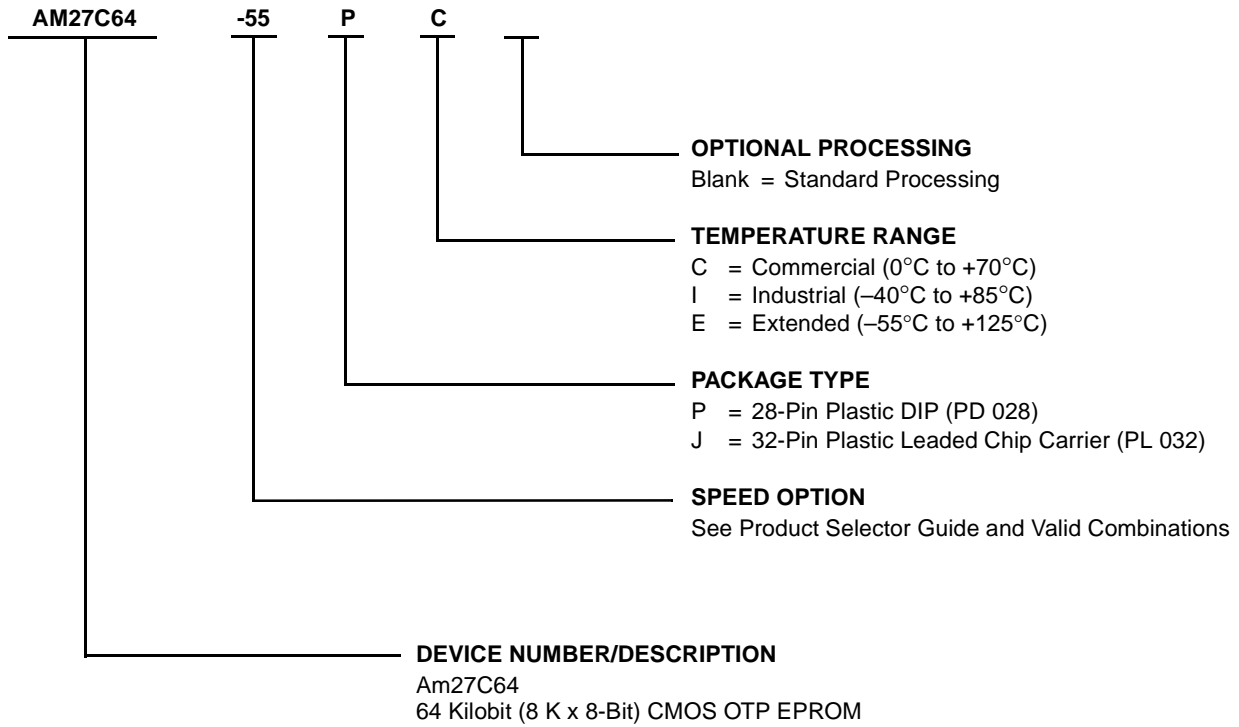 AM27C64 -55 P C
OPTIONAL PROCESSING
Blank = Standard Processing
TEMPERATURE RANGE
C = Commercial (0°C to +70°C)
I = Industrial (–40°C to +85°C)
E = Extended (–55°C to +125°C)
PACKAGE TYPE
P = 28-Pin Plastic DIP (PD 028)
J = 32-Pin Plastic Leaded Chip Carrier (PL 032)
SPEED OPTION
See Product Selector Guide and Valid Combinations
DEVICE NUMBER/DESCRIPTION
Am27C64
64 Kilobit (8 K x 8-Bit) CMOS OTP EPROM